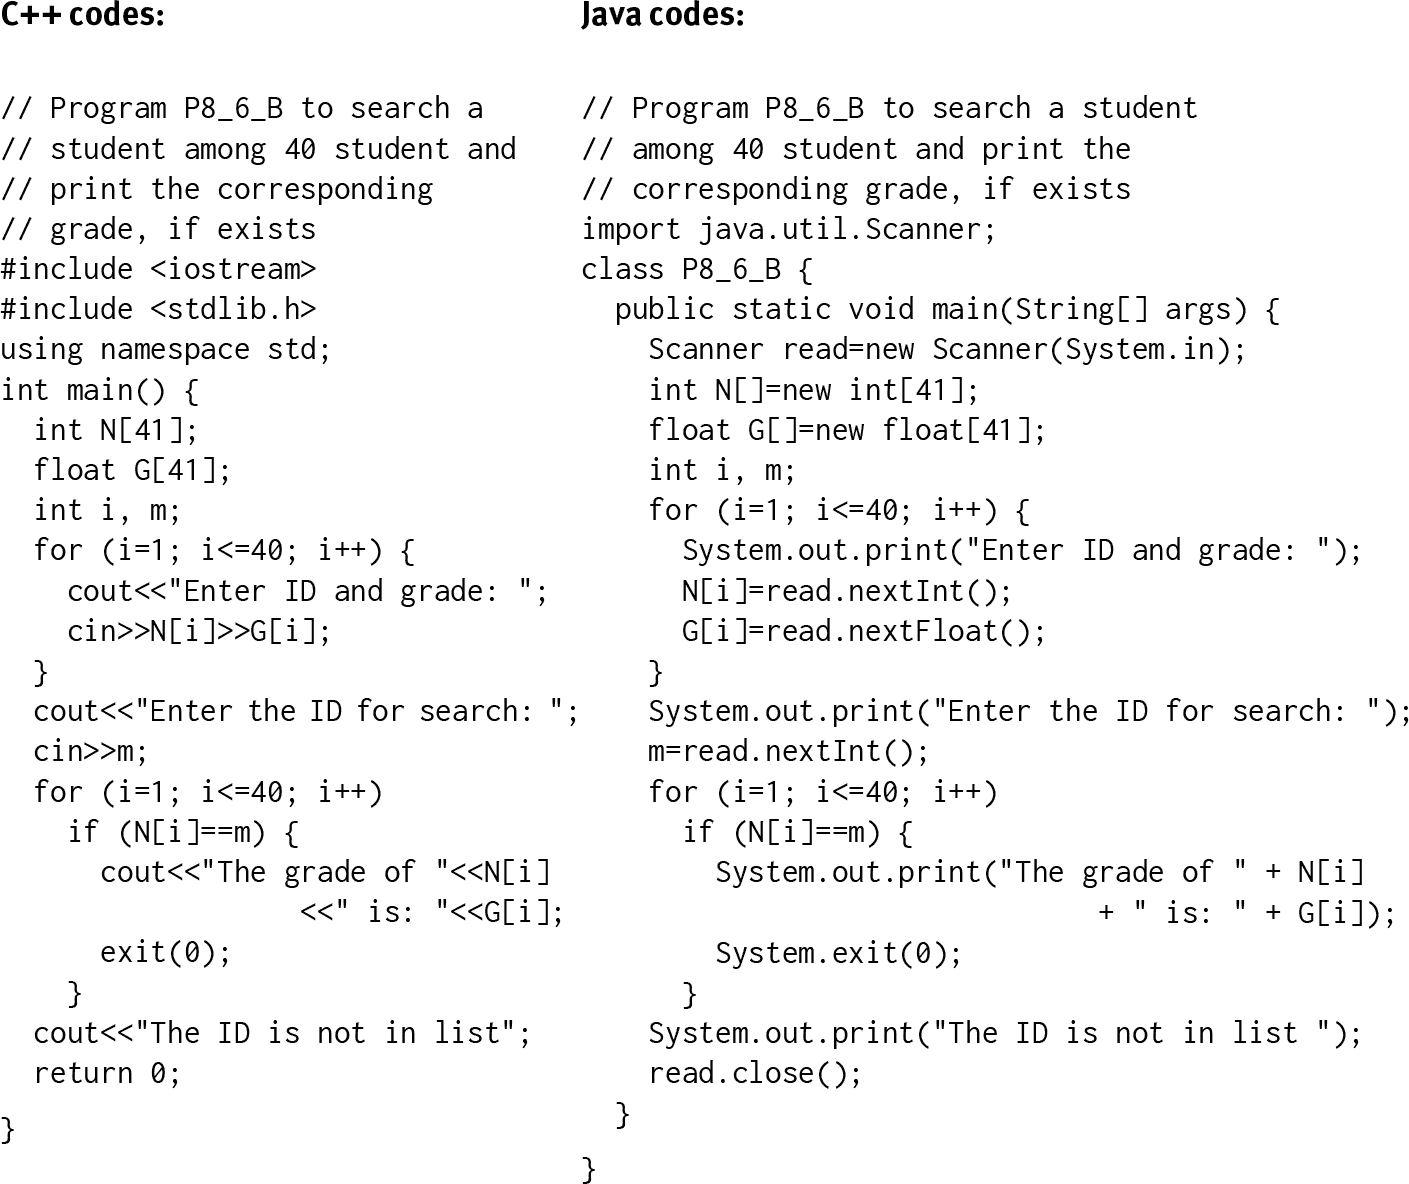 C++ codes:
// Program P8_6_B to search a
// student among 40 student and
// print the corresponding
// grade, if exists
#include <iostream>
#include <stdlib.h>
using namespace std;
int main() {
  int N[41];
  float G[41];
  int i, m;
  for (i=1; i<=40; i++) {
    cout<<"Enter ID and grade: ";
    cin>>N[i]>>G[i];
  }
  cout<<"Enter the ID for search: ";
  cin>>m;
  for (i=1; i<=40; i++)
    if (N[i]==m) {
      cout<<"The grade of "<<N[i]
                  <<" is: "<<G[i];
      exit(0);
    }
  cout<<"The ID is not in list";
  return 0;
}
Java codes:
// Program P8_6_B to search a student
// among 40 student and print the
// corresponding grade, if exists
import java.util.Scanner;
class P8_6_B {
  public static void main(String[] args) {
    Scanner read=new Scanner(System.in);
    int N[]=new int[41];
    float G[]=new float[41];
    int i, m;
    for (i=1; i<=40; i++) {
      System.out.print("Enter ID and grade: ");
      N[i]=read.nextInt();
      G[i]=read.nextFloat();
    }
    System.out.print("Enter the ID for search: ");
    m=read.nextInt();
    for (i=1; i<=40; i++)
      if (N[i]==m) {
        System.out.print("The grade of " + N[i]
                               + " is: " + G[i]);
        System.exit(0);
      }
    System.out.print("The ID is not in list ");
    read.close();
  }
}